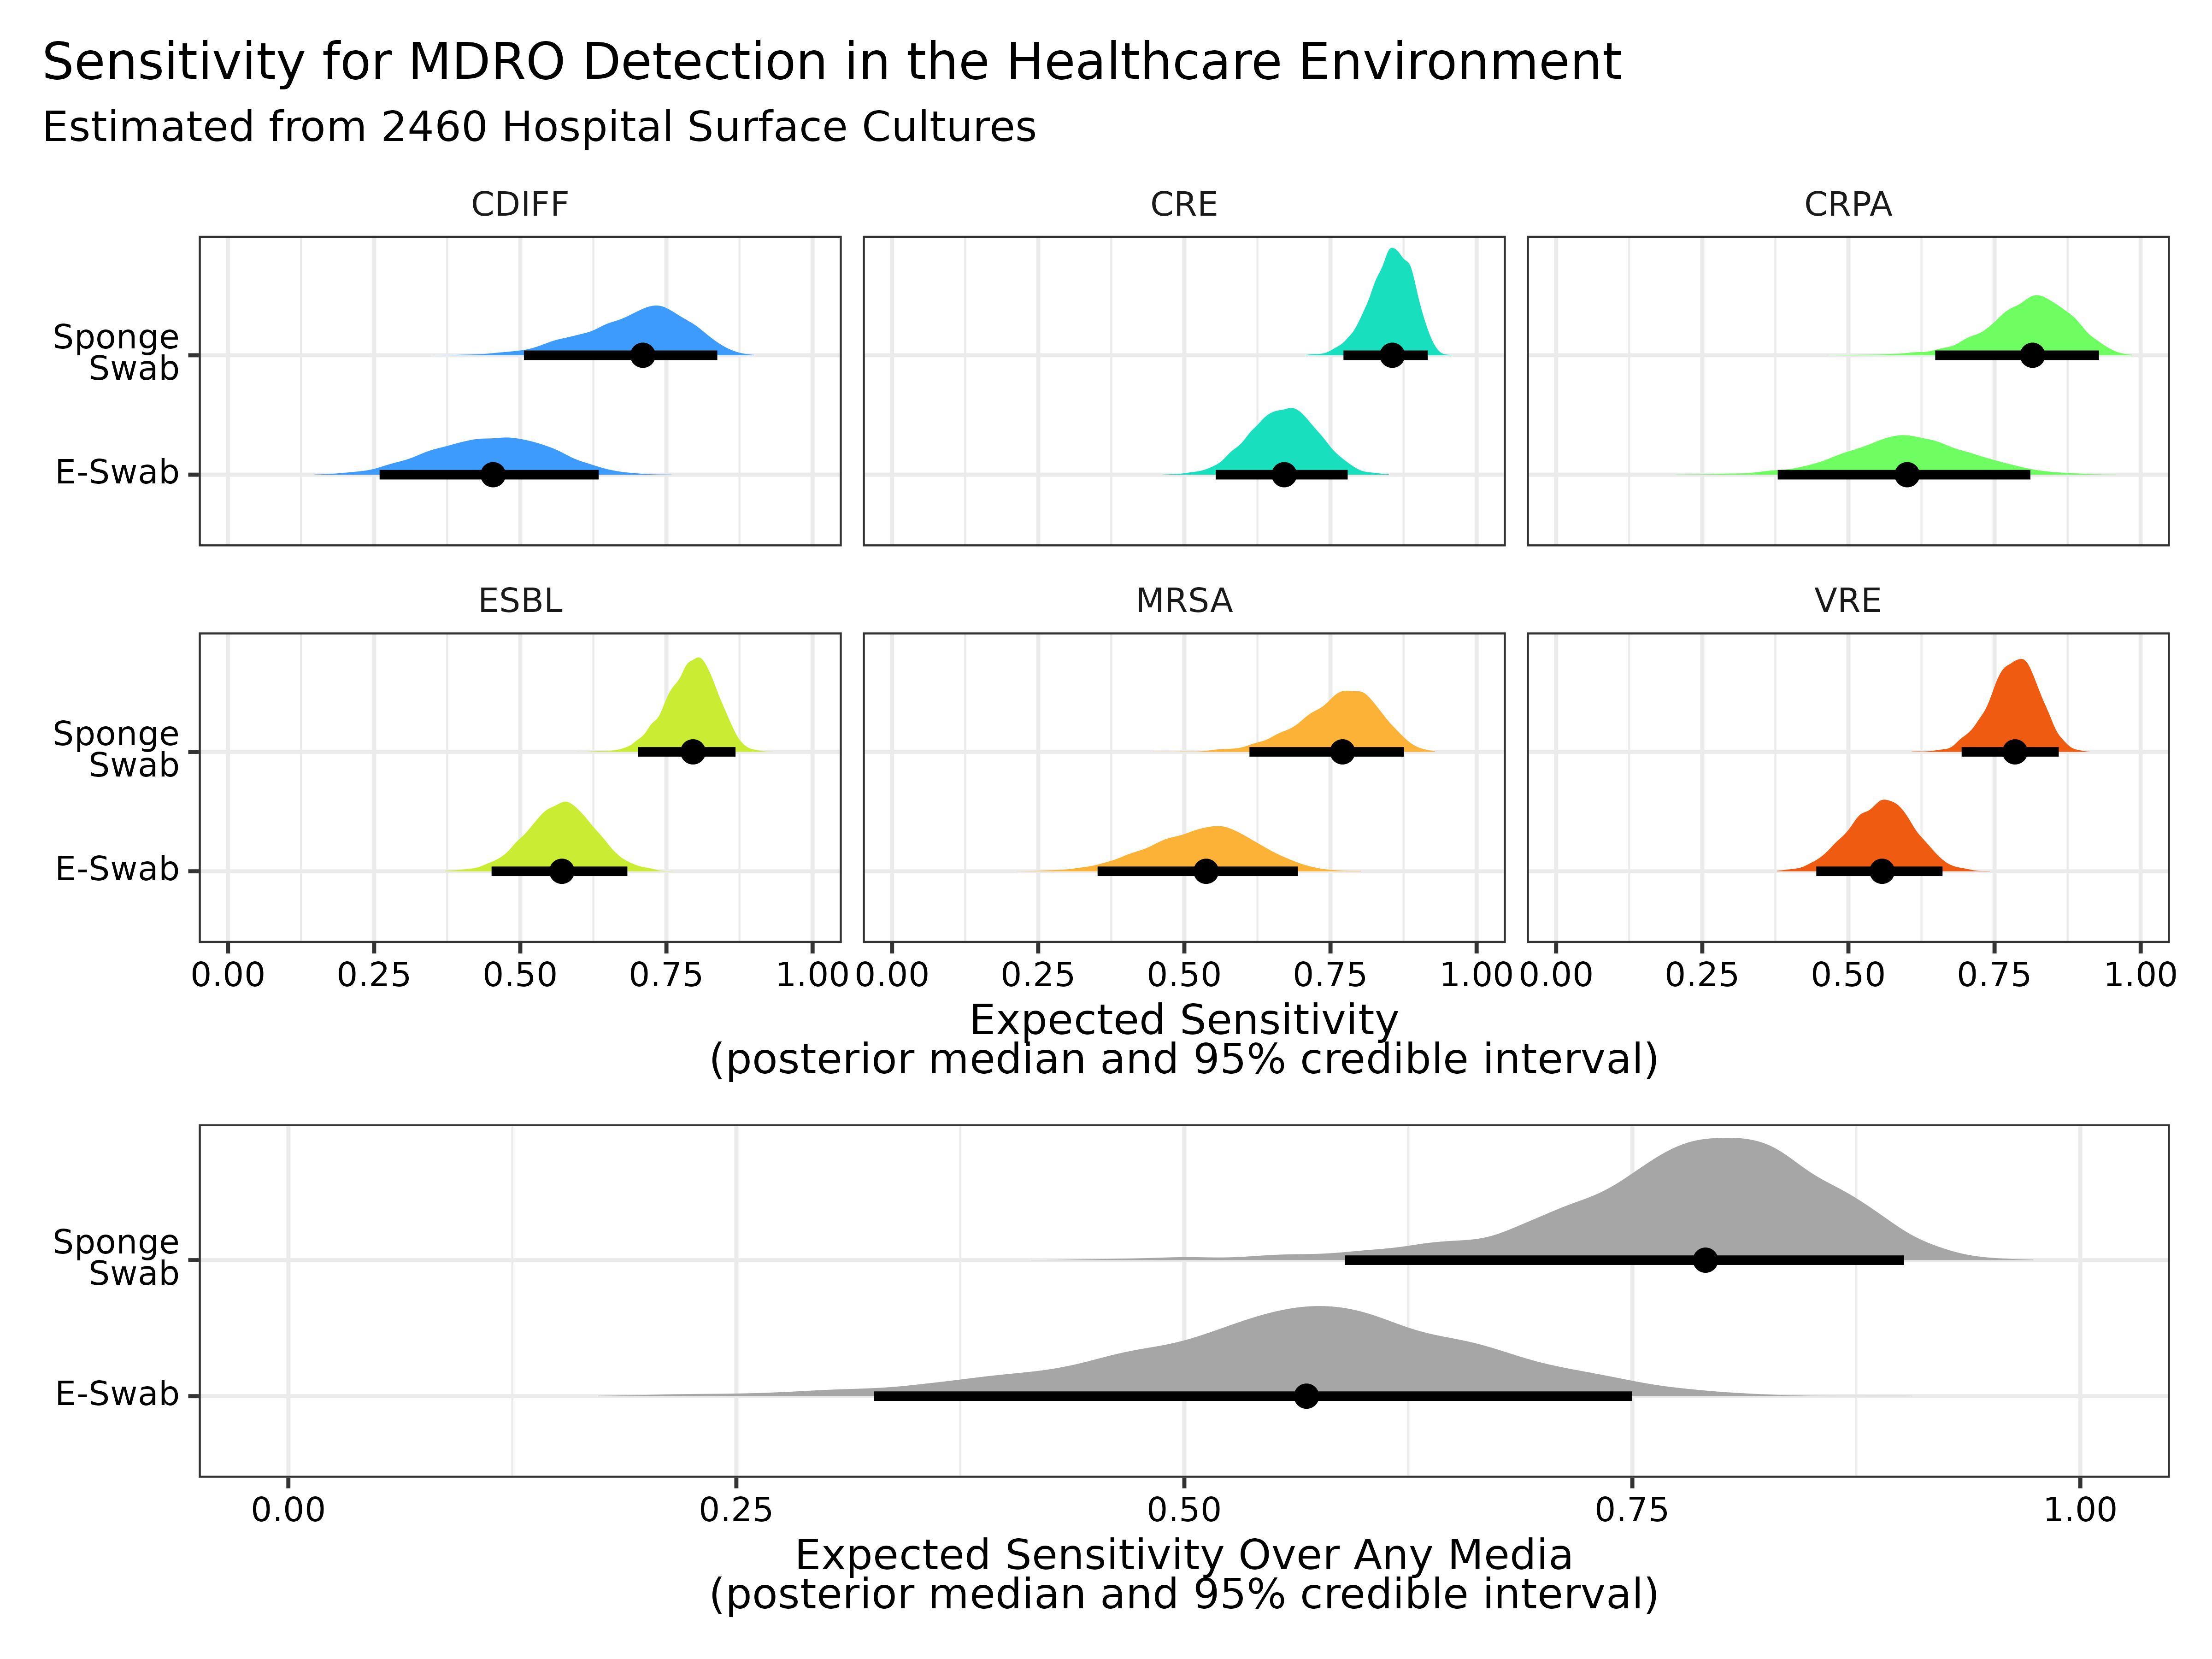 Sensitivity for MDRO Detection in the Healthcare Environment
Estimated from 2460 Hospital Surface Cultures
CDIFF
CRE
CRPA
Sponge
Swab
E-Swab
ESBL
MRSA
VRE
Sponge
Swab
E-Swab
0.00 0.25 0.50 0.75 1.00 0.00 0.25 0.50 0.75 1.00 0.00 0.25 0.50 0.75 1.00
Expected Sensitivity
(posterior median and 95% credible interval)
Sponge
Swab
E-Swab
0.00 0.25 0.50 0.75 1.00
Expected Sensitivity Over Any Media
(posterior median and 95% credible interval)